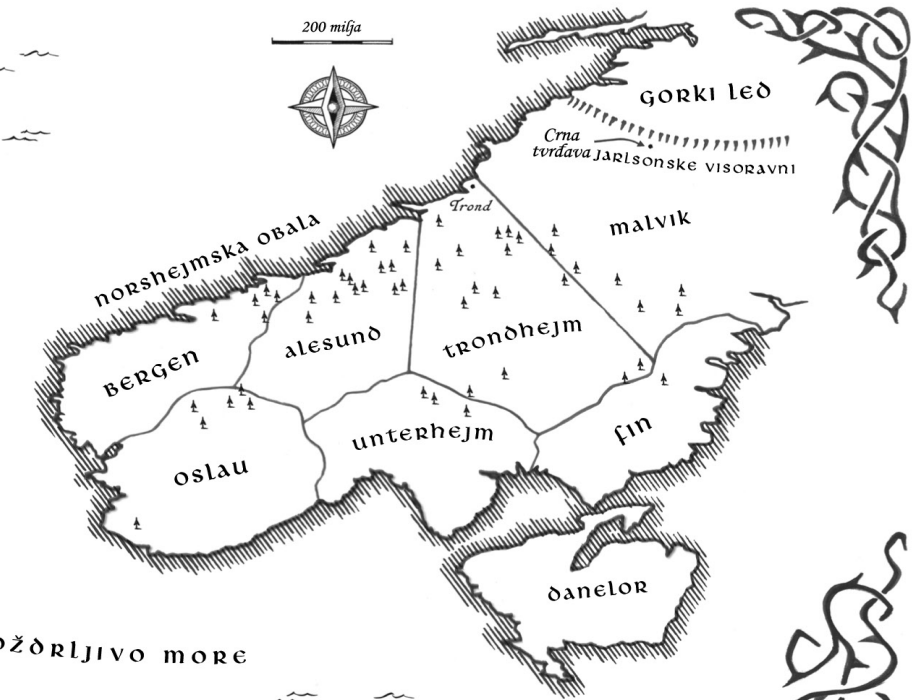 200 milja
GORKI LED
Crna
tvrđava
JARLSONSKE VISORAVNI
Trond
MALVIK
NORSHEJMSKA OBALA
ALESUND
TRONDHEJM
BERGEN
FIN
UNTERHEJM
OSLAU
DANELOR
OŽDRLJIVO MORE